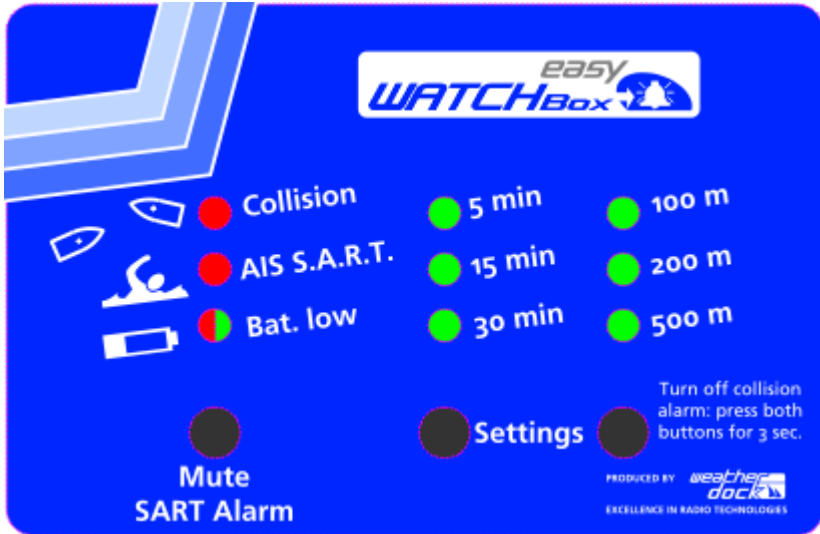 easy
WATCHBox
Collision 5 min 100 m
AIS S.A.R.T. 15 min 200 m
Bat. low 30 min 500 m
Turn off collision
alarm: press both
buttons for 3 sec.
Settings
Mute
SART Alarm
PRODUCED BY weather
dock
EXCELLENCE IN RADIO TECHNOLOGIES